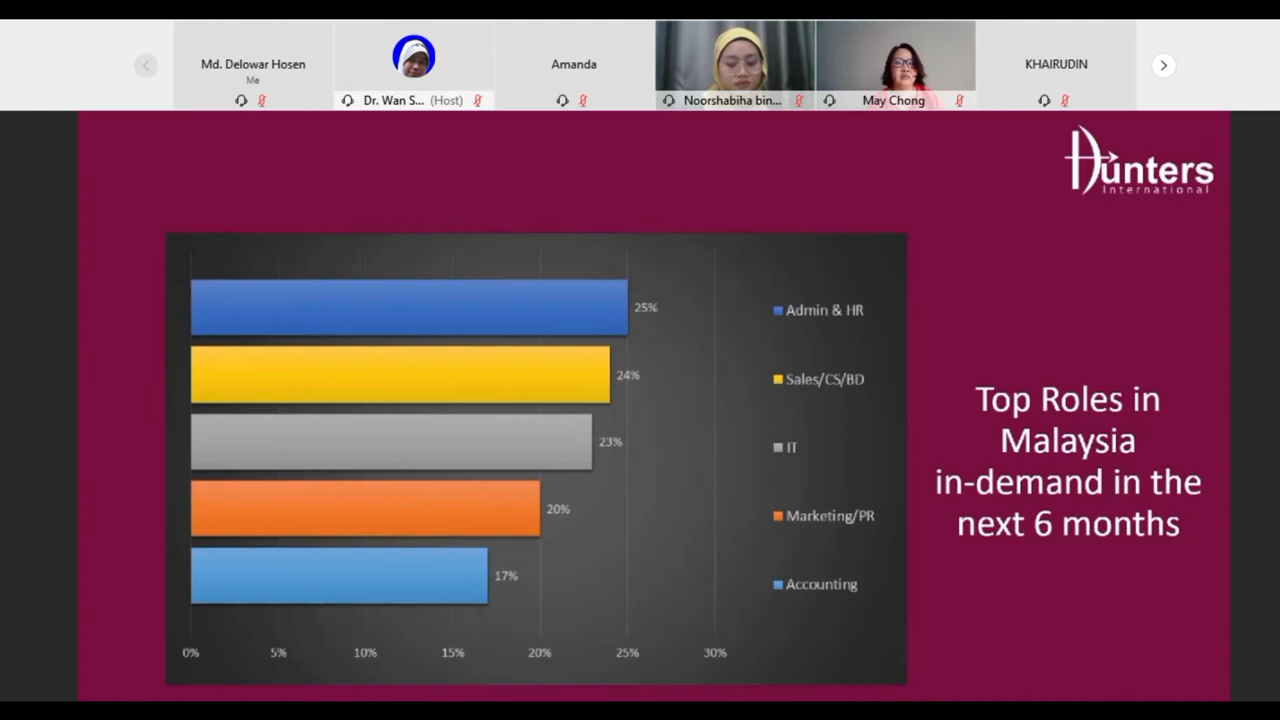 Md. Delowar Hosen
Me
Dr. Wan S... (Host)
Amanda
Noorshabiha bin...
May Chong
KHAIRUDIN
Hunters
International
25%
Admin & HR
24%
Sales/CS/BD
23%
IT
20%
Marketing/PR
17%
Accounting
0% 5% 10% 15% 20% 25% 30%
Top Roles in
Malaysia
in-demand in the
next 6 months